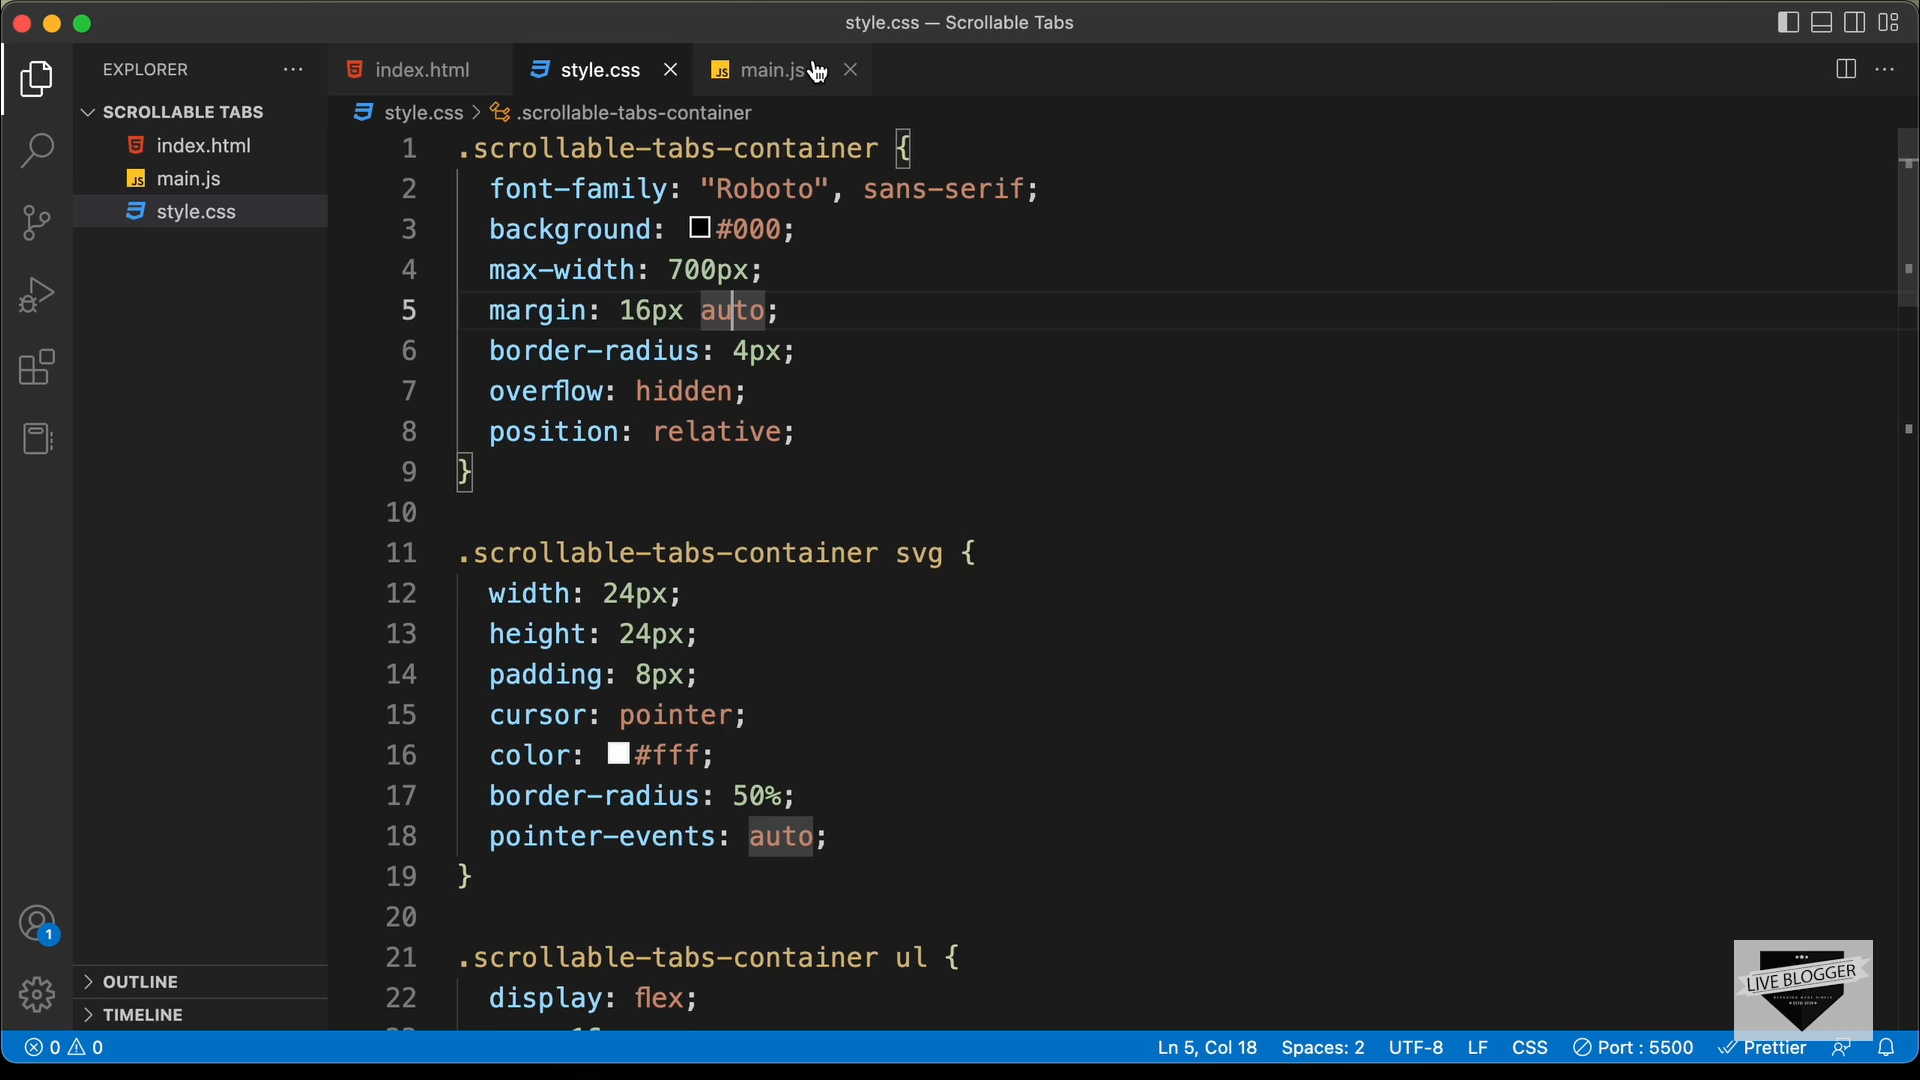 style.css — Scrollable Tabs
EXPLORER
index.html
style.css
main.js
SCROLLABLE TABS
index.html
main.js
style.css
OUTLINE
TIMELINE
style.css > .scrollable-tabs-container
1 .scrollable-tabs-container {
2 font-family: "Roboto", sans-serif;
3 background: #000;
4 max-width: 700px;
5 margin: 16px auto;
6 border-radius: 4px;
7 overflow: hidden;
8 position: relative;
9 }
10
11 .scrollable-tabs-container svg {
12 width: 24px;
13 height: 24px;
14 padding: 8px;
15 cursor: pointer;
16 color: #fff;
17 border-radius: 50%;
18 pointer-events: auto;
19 }
20
21 .scrollable-tabs-container ul {
22 display: flex;
1
LIVE BLOGGER
0 0
Ln 5, Col 18
Spaces: 2
UTF-8
LF
CSS
Port : 5500
Prettier